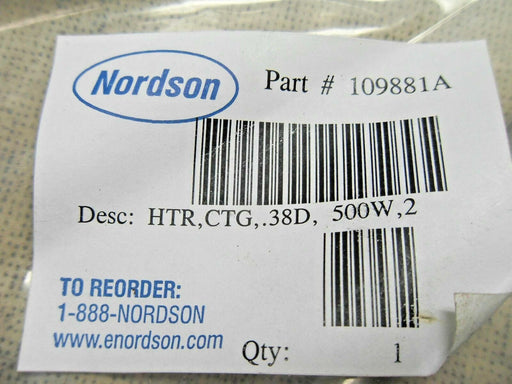 Nordson
Part # 109881A
Desc: HTR,CTG,.38D, 500W,2
TO REORDER:
1-888-NORDSON
www.enordson.com
Qty: 1